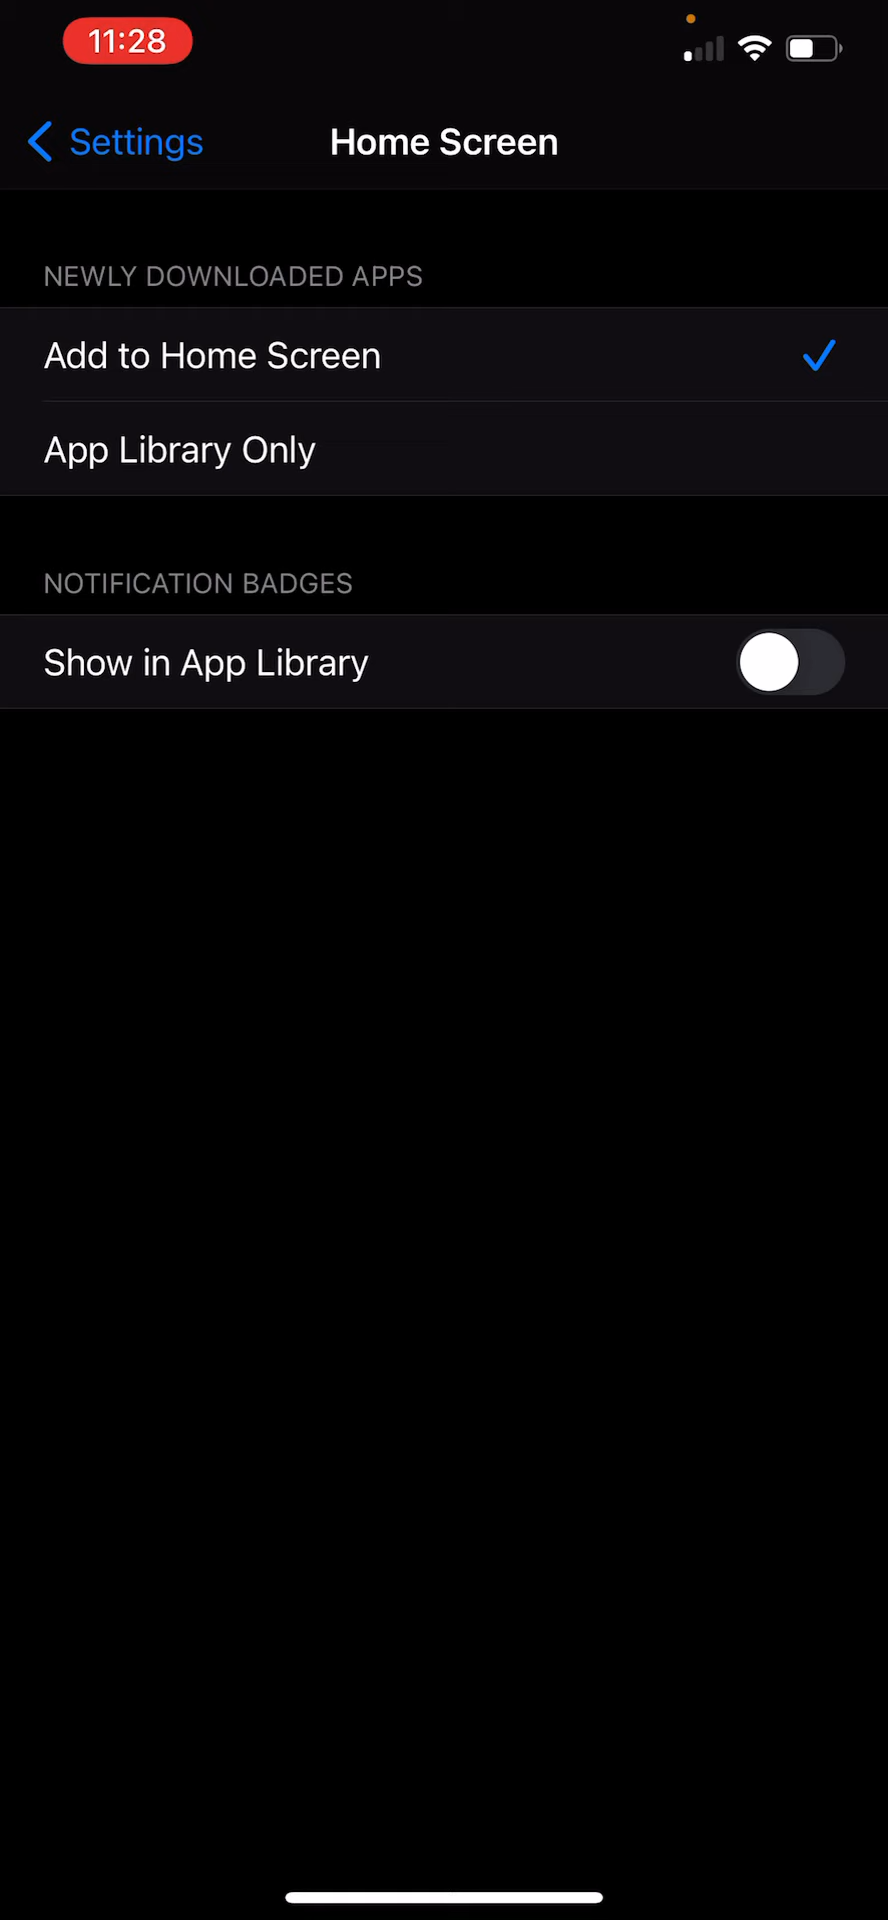 11:28
Settings
Home Screen
NEWLY DOWNLOADED APPS
Add to Home Screen
App Library Only
NOTIFICATION BADGES
Show in App Library